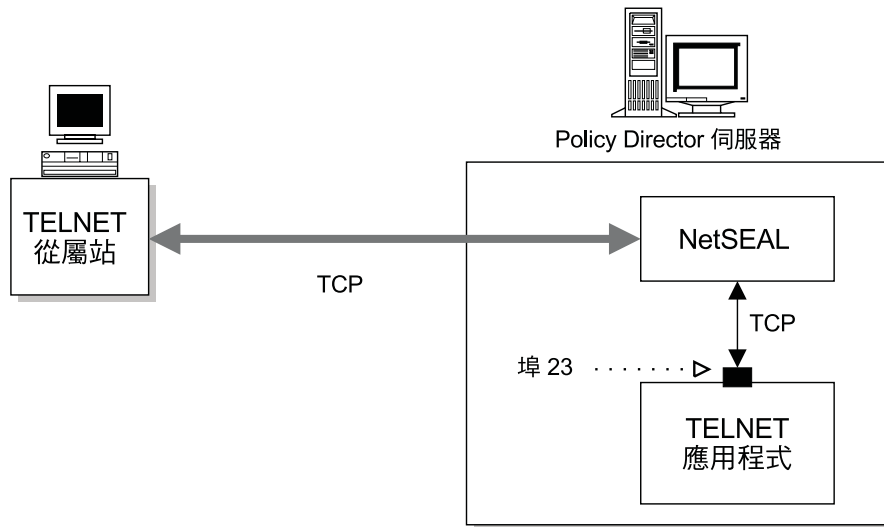 Policy Director 伺服器
TELNET
從屬站
TCP
NetSEAL
TCP
埠 23
TELNET
應用程式